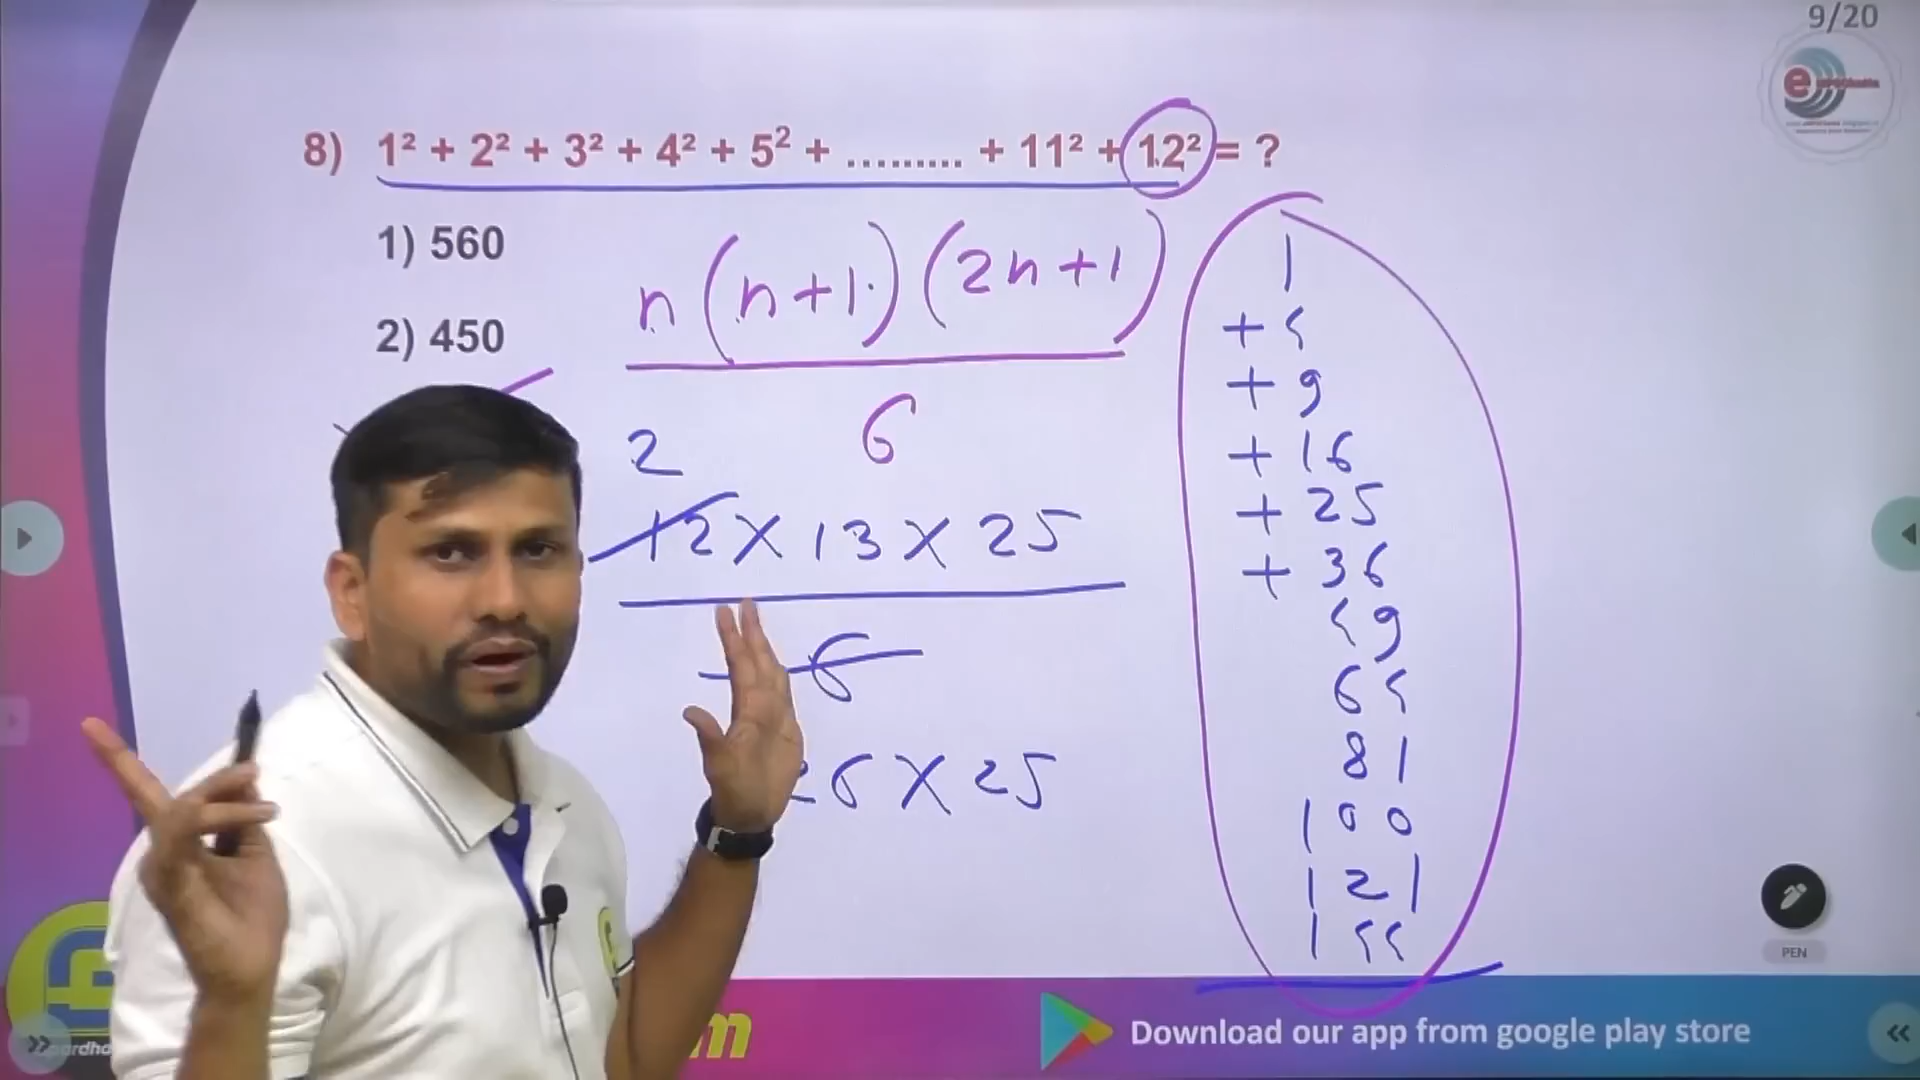 9/20
8) 1² + 2² + 3² + 4² + 5² + ......... + 11² + 12² = ?
1) 560
2) 450
n(n+1)(2n+1)
6
2
12 × 13 × 25
6
26 × 25
1
+ 4
+ 9
+ 16
+ 25
+ 36
49
64
81
100
121
144
PEN
m
Download our app from google play store